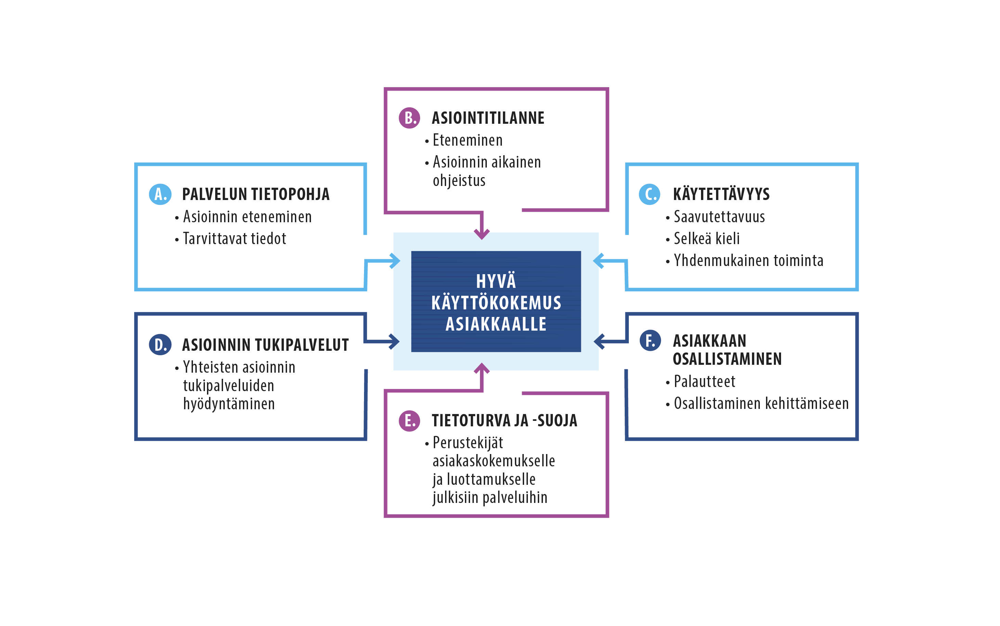 A. PALVELUN TIETOPOHJA
• Asioinnin eteneminen
• Tarvittavat tiedot
B. ASIOINTITILANNE
• Eteneminen
• Asioinnin aikainen
ohjeistus
C. KÄYTETTÄVYYS
• Saavutettavuus
• Selkeä kieli
• Yhdenmukainen toiminta
HYVÄ
KÄYTTÖKOKEMUS
ASIAKKAALLE
D. ASIOINNIN TUKIPALVELUT
• Yhteisten asioinnin
tukipalveluiden
hyödyntäminen
E. TIETOTURVA JA -SUOJA
• Perustekijät
asiakaskokemukselle
ja luottamukselle
julkisiin palveluihin
F. ASIAKKAAN
OSALLISTAMINEN
• Palautteet
• Osallistaminen kehittämiseen